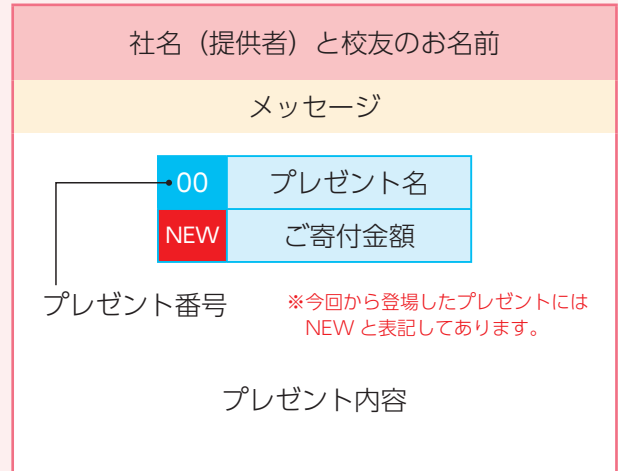 社名（提供者）と校友のお名前
メッセージ
00 プレゼント名
NEW ご寄付金額
プレゼント番号
※今回から登場したプレゼントには
NEW と表記してあります。
プレゼント内容